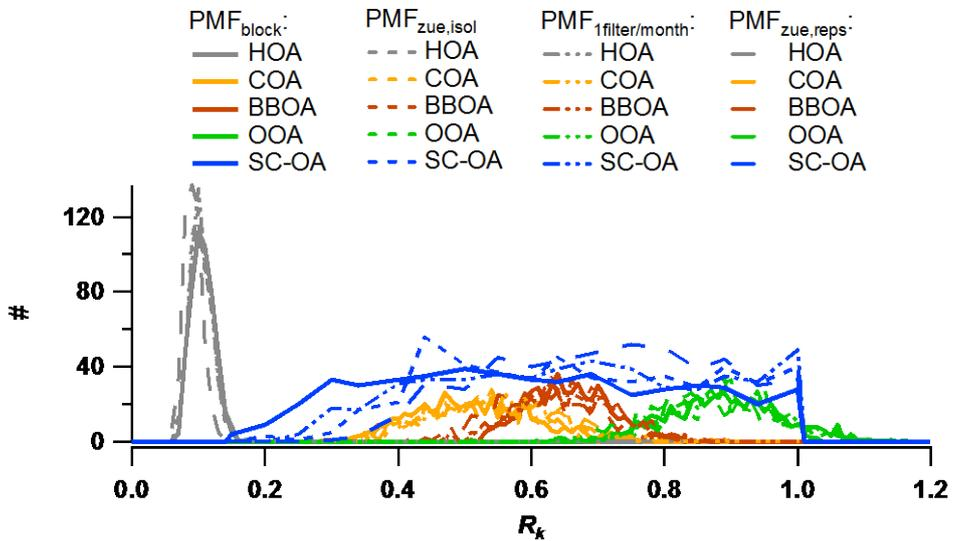 PMFblock: PMFzue,isol PMF1filter/month: PMFzue,reps:
HOA HOA HOA HOA
COA COA COA COA
BBOA BBOA BBOA BBOA
OOA OOA OOA OOA
SC-OA SC-OA SC-OA SC-OA
120
80
#
40
0
0.0 0.2 0.4 0.6 0.8 1.0 1.2
Rk